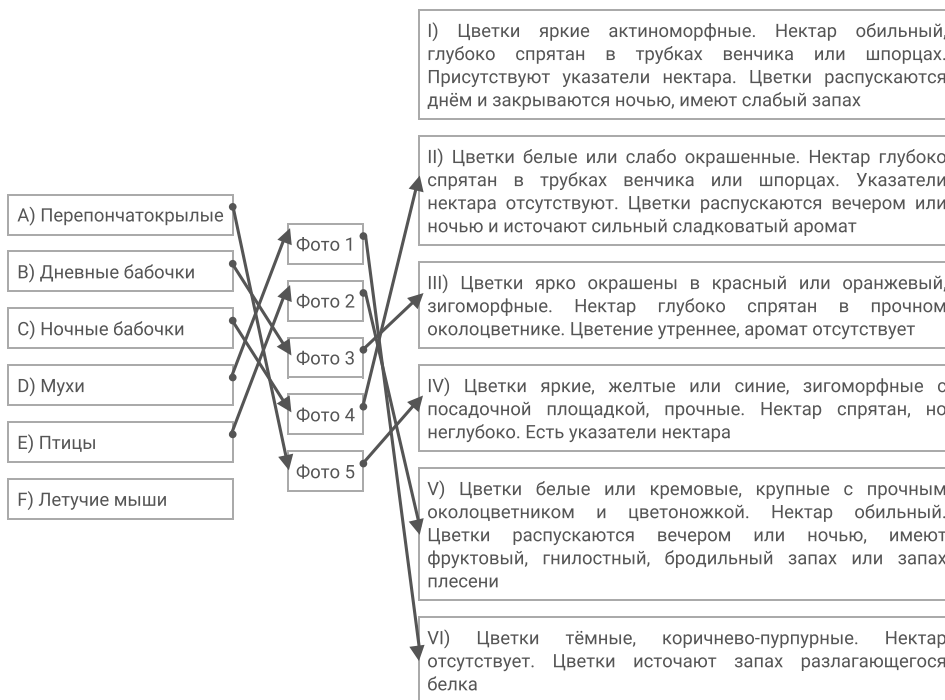 A) Перепончатокрылые
B) Дневные бабочки
C) Ночные бабочки
D) Мухи
E) Птицы
F) Летучие мыши
Фото 1
Фото 2
Фото 3
Фото 4
Фото 5
I) Цветки яркие актиноморфные. Нектар обильный,
глубоко спрятан в трубках венчика или шпорцах.
Присутствуют указатели нектара. Цветки распускаются
днём и закрываются ночью, имеют слабый запах
II) Цветки белые или слабо окрашенные. Нектар глубоко
спрятан в трубках венчика или шпорцах. Указатели
нектара отсутствуют. Цветки распускаются вечером или
ночью и источают сильный сладковатый аромат
III) Цветки ярко окрашены в красный или оранжевый,
зигоморфные. Нектар глубоко спрятан в прочном
околоцветнике. Цветение утреннее, аромат отсутствует
IV) Цветки яркие, желтые или синие, зигоморфные с
посадочной площадкой, прочные. Нектар спрятан, но
неглубоко. Есть указатели нектара
V) Цветки белые или кремовые, крупные с прочным
околоцветником и цветоножкой. Нектар обильный.
Цветки распускаются вечером или ночью, имеют
фруктовый, гнилостный, бродильный запах или запах
плесени
VI) Цветки тёмные, коричнево-пурпурные. Нектар
отсутствует. Цветки источают запах разлагающегося
белка